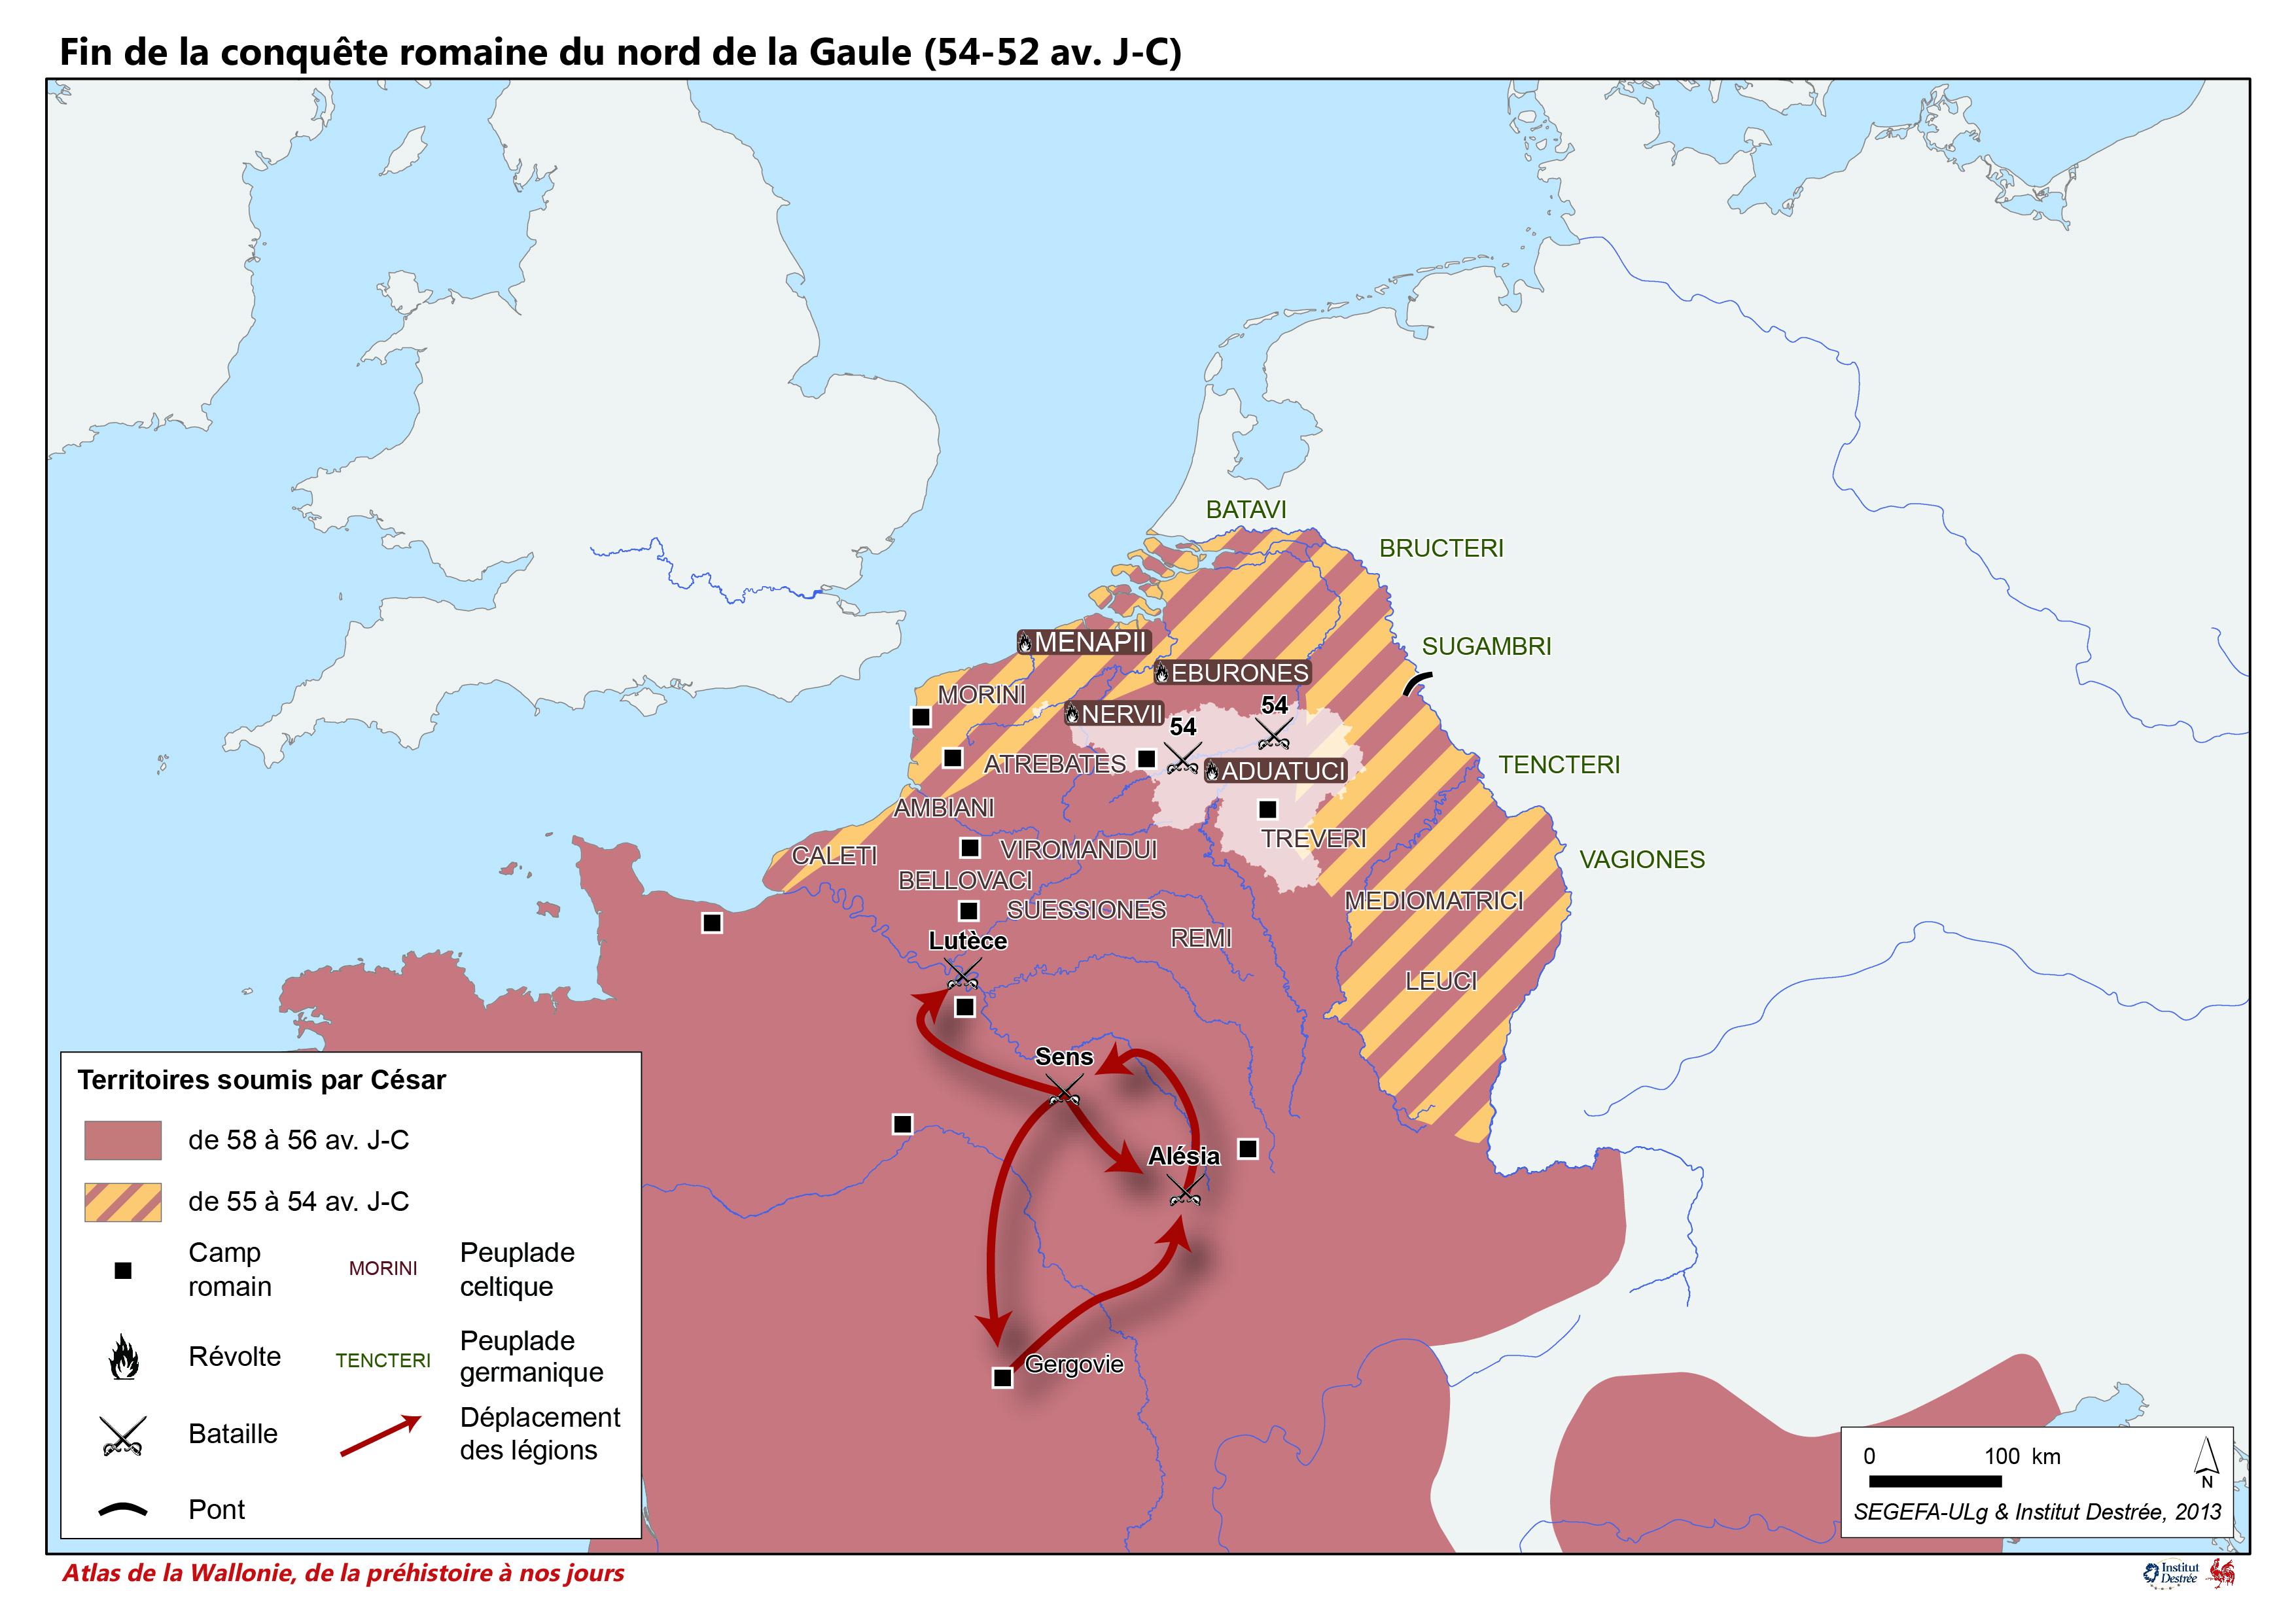 Fin de la conquête romaine du nord de la Gaule (54-52 av. J-C)
BATAVI
BRUCTERI
SUGAMBRI
MENAPII
EBURONES
MORINI
NERVII
54
54
ATREBATES
ADUATUCI
TENCTERI
AMBIANI
TREVERI
CALETI
VIROMANDUI
VAGIONES
BELLOVACI
MEDIOMATRICI
SUESSIONES
REMI
Lutèce
LEUCI
Sens
Alésia
Gergovie
Territoires soumis par César
de 58 à 56 av. J-C
de 55 à 54 av. J-C
Camp
romain
MORINI
Peuplade
celtique
Révolte
TENCTERI
Peuplade
germanique
Bataille
Déplacement
des légions
Pont
0 100 km
N
SEGEFA-ULg & Institut Destrée, 2013
Atlas de la Wallonie, de la préhistoire à nos jours
Institut
Destrée